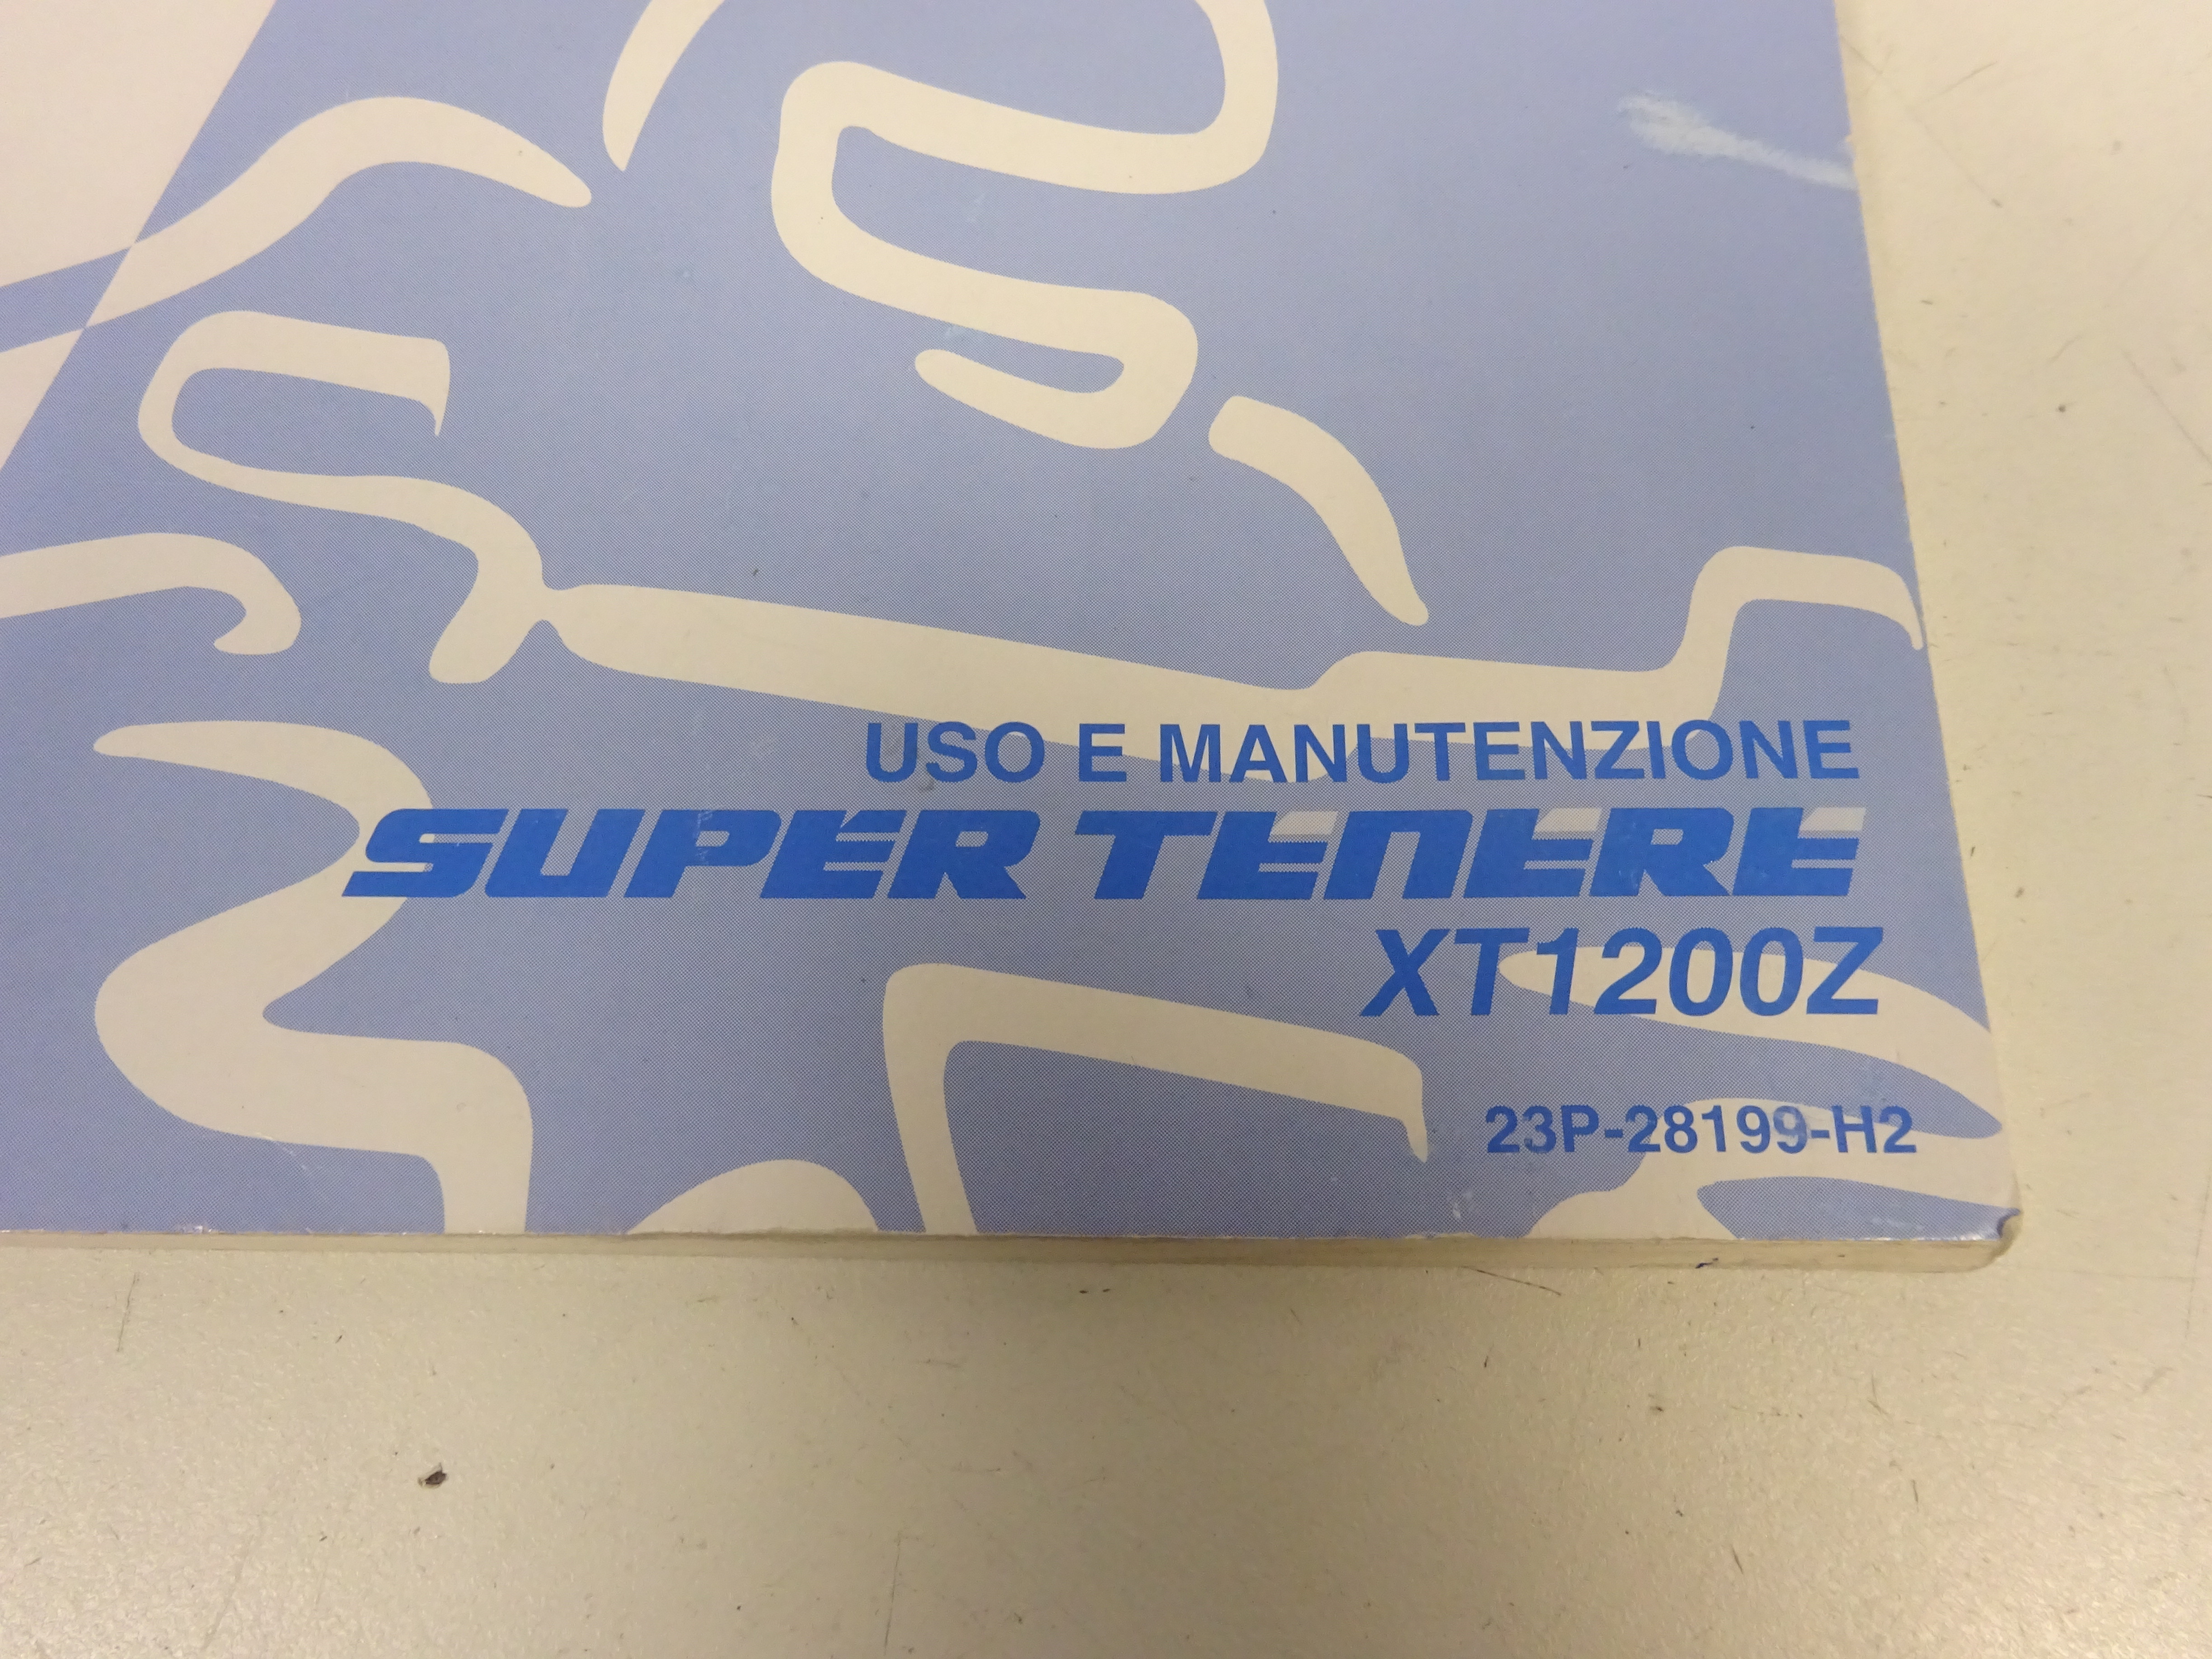 USO E MANUTENZIONE
SUPER TENERE
XT1200Z
23P-28199-H2